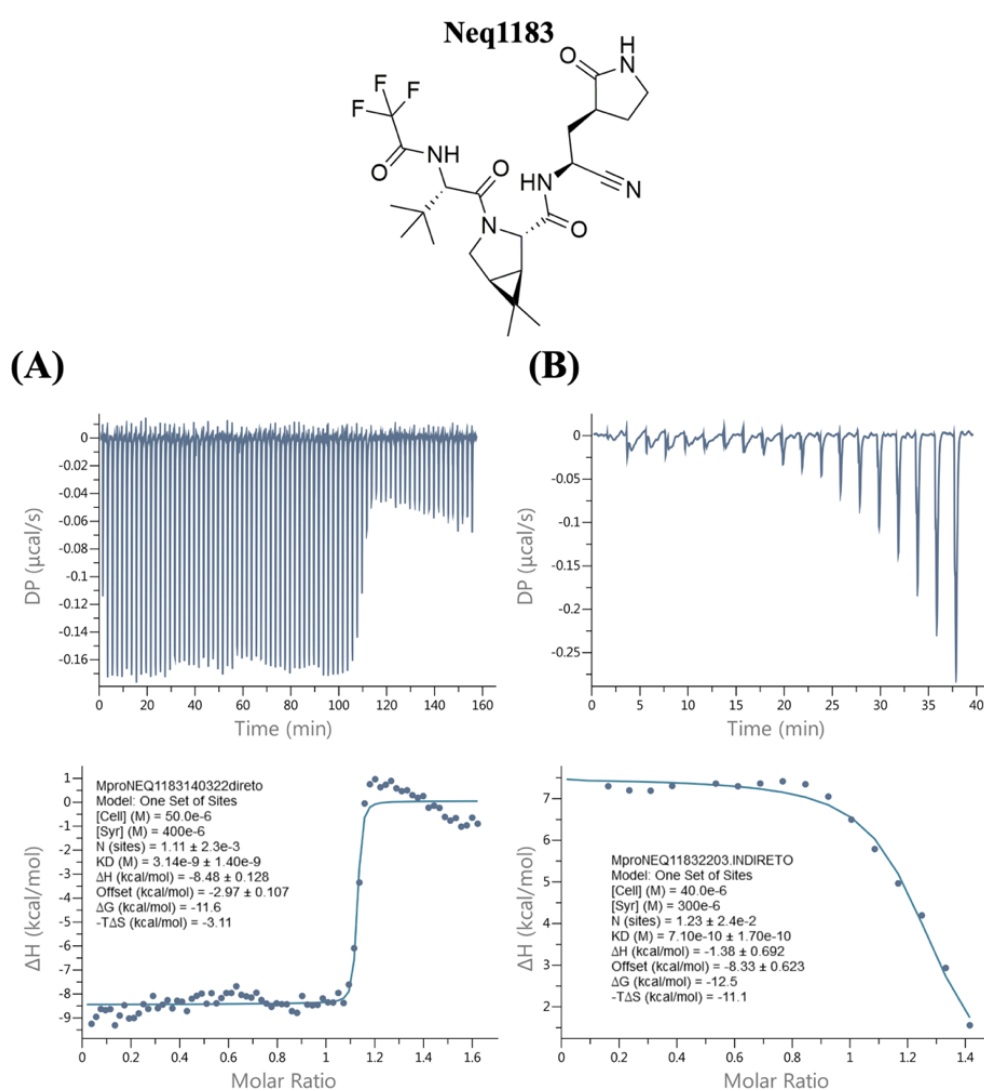 Neq1183
O
H
N
F
F
F
O
NH
O
HN
N
N
O
(A)
(B)
0
-0.02
-0.04
-0.06
-0.08
-0.1
-0.12
-0.14
-0.16
DP (µcal/s)
0 20 40 60 80 100 120 140 160
Time (min)
0
-0.05
-0.1
-0.15
-0.2
-0.25
DP (µcal/s)
0 5 10 15 20 25 30 35 40
Time (min)
1
0
-1
-2
-3
-4
-5
-6
-7
-8
-9
ΔH (kcal/mol)
MproNEQ1183140322direto
Model: One Set of Sites
[Cell] (M) = 50.0e-6
[Syr] (M) = 400e-6
N (sites) = 1.11 ± 2.3e-3
KD (M) = 3.14e-9 ± 1.40e-9
ΔH (kcal/mol) = -8.48 ± 0.128
Offset (kcal/mol) = -2.97 ± 0.107
ΔG (kcal/mol) = -11.6
-TΔS (kcal/mol) = -3.11
0 0.2 0.4 0.6 0.8 1 1.2 1.4 1.6
Molar Ratio
7
6
5
4
3
2
ΔH (kcal/mol)
MproNEQ11832203.INDIRETO
Model: One Set of Sites
[Cell] (M) = 40.0e-6
[Syr] (M) = 300e-6
N (sites) = 1.23 ± 2.4e-2
KD (M) = 7.10e-10 ± 1.70e-10
ΔH (kcal/mol) = -1.38 ± 0.692
Offset (kcal/mol) = -8.33 ± 0.623
ΔG (kcal/mol) = -12.5
-TΔS (kcal/mol) = -11.1
0 0.2 0.4 0.6 0.8 1 1.2 1.4
Molar Ratio